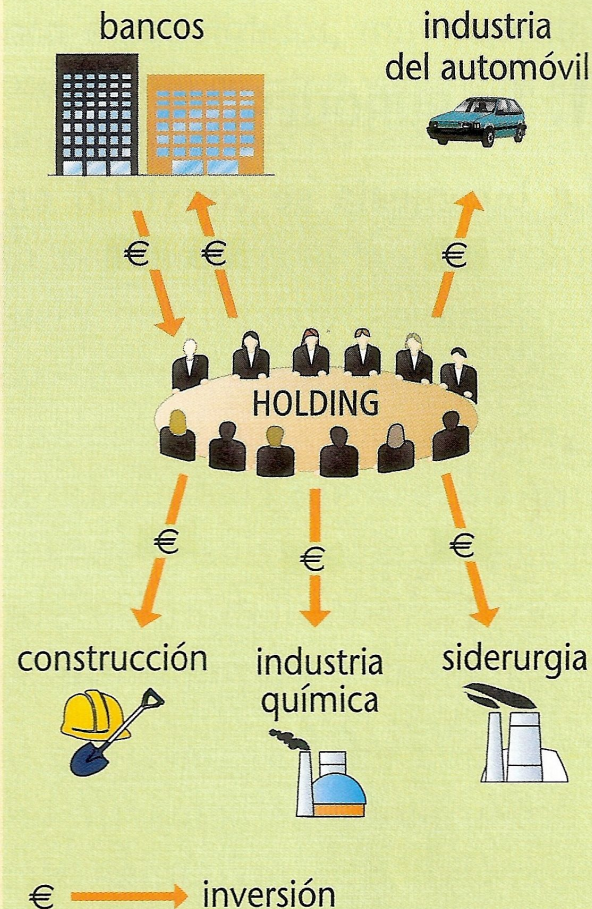 bancos
industria
del automóvil
€
€
€
HOLDING
€
€
€
construcción
industria
química
siderurgia
€
inversión